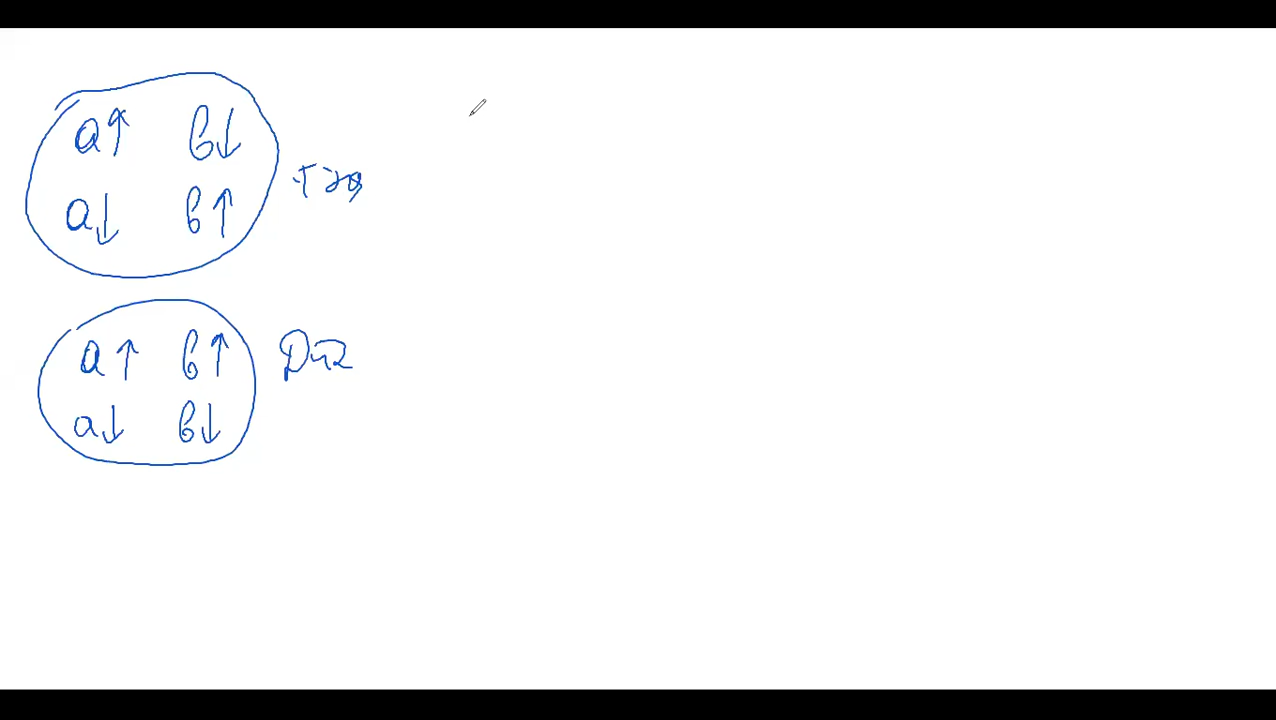 a↑ b↓
a↓ b↑
a↑ b↑
a↓ b↓